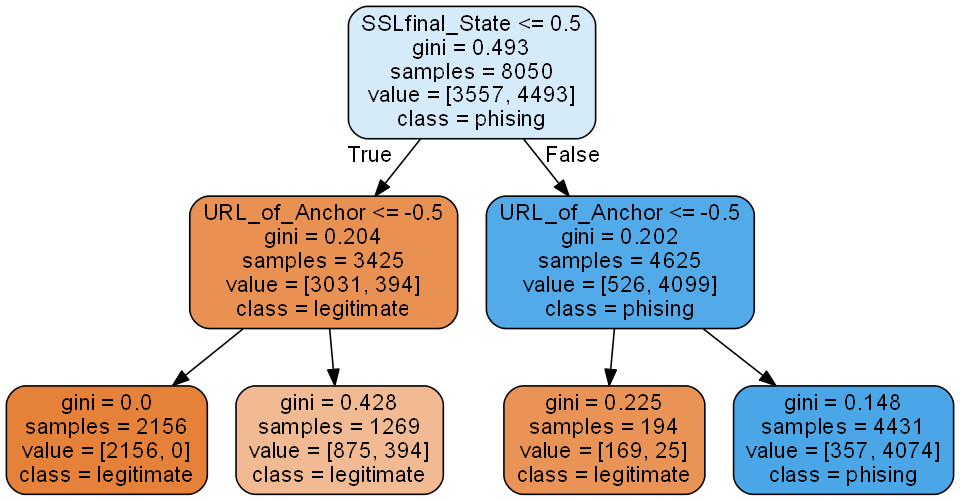 SSLfinal_State <= 0.5
gini = 0.493
samples = 8050
value = [3557, 4493]
class = phising
True
False
URL_of_Anchor <= -0.5
gini = 0.204
samples = 3425
value = [3031, 394]
class = legitimate
URL_of_Anchor <= -0.5
gini = 0.202
samples = 4625
value = [526, 4099]
class = phising
gini = 0.0
samples = 2156
value = [2156, 0]
class = legitimate
gini = 0.428
samples = 1269
value = [875, 394]
class = legitimate
gini = 0.225
samples = 194
value = [169, 25]
class = legitimate
gini = 0.148
samples = 4431
value = [357, 4074]
class = phising